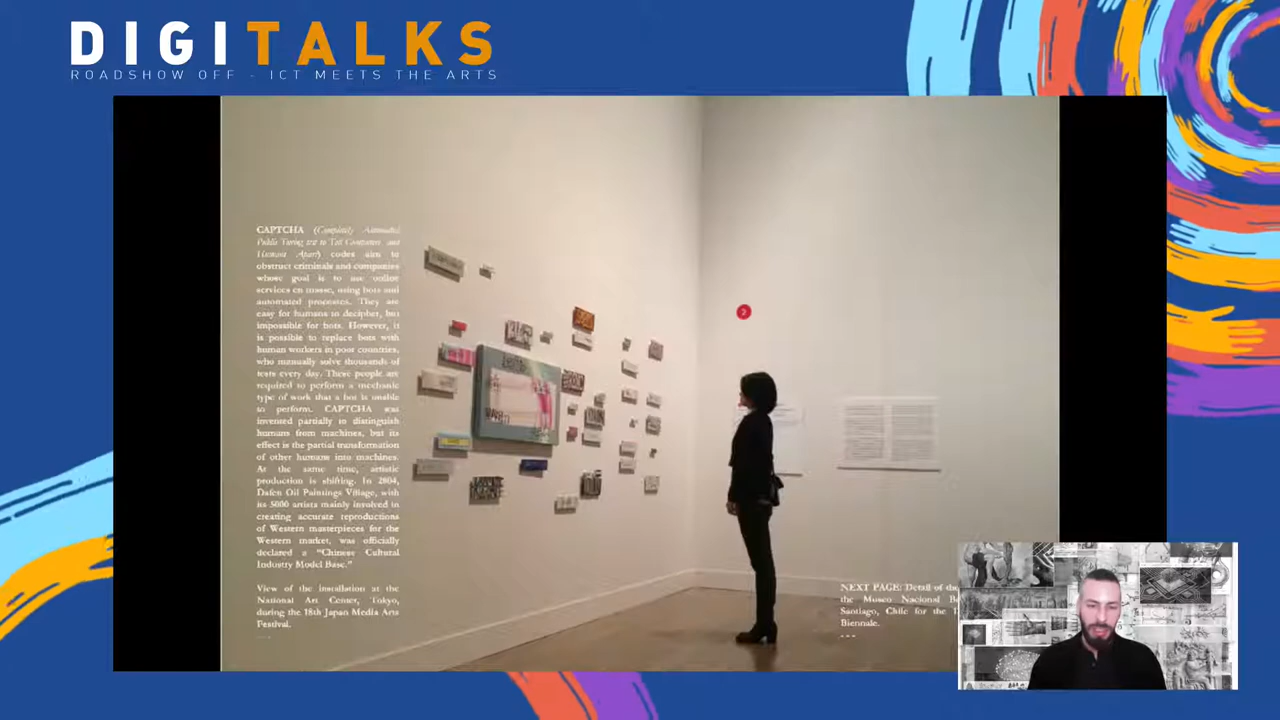 DIGITALKS
ROADSHOW OFF - ICT MEETS THE ARTS
CAPTCHA (Completely Automated
Public Turing test to Tell Computers and
Humans Apart) codes aim to
obstruct criminals and companies
whose goal is to use online
services en masse, using bots and
automated processes. They are
easy for humans to decipher, but
impossible for bots. However, it
is possible to replace bots with
human workers in poor countries,
who manually solve thousands of
tests every day. These people are
required to perform a mechanic
type of work that a bot is unable
to perform. CAPTCHA was
invented partially to distinguish
humans from machines, but its
effect is the partial transformation
of other humans into machines.
At the same time, artistic
production is shifting. In 2004,
Dafen Oil Paintings Village, with
its 5000 artists mainly involved in
creating accurate reproductions
of Western masterpieces for the
Western market, was officially
declared a "Chinese Cultural
Industry Model Base."
View of the installation at the
National Art Center, Tokyo,
during the 18th Japan Media Arts
Festival.
2
NEXT PAGE: Detail of the
the Museo Nacional
Santiago, Chile for the
Biennale.